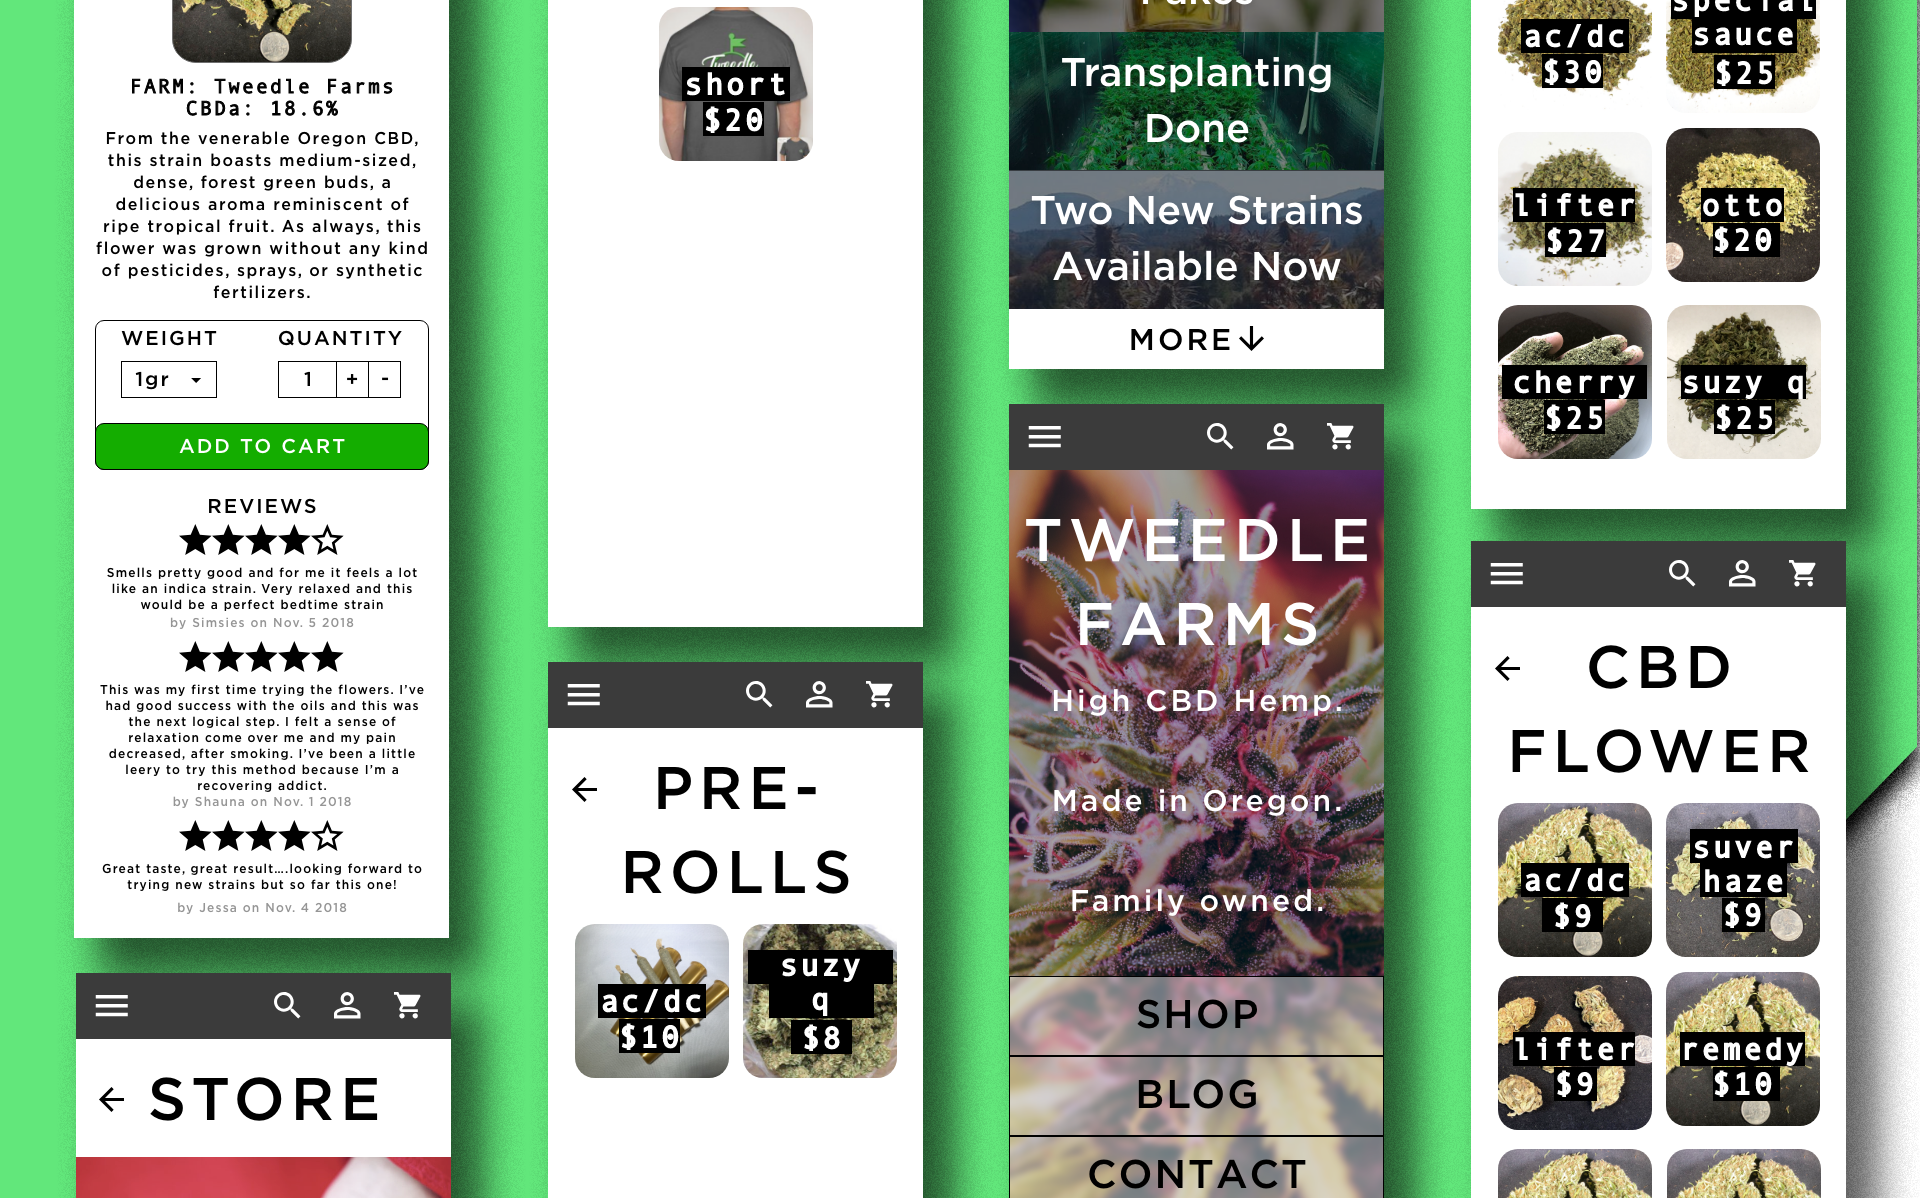 FARM: Tweedle Farms
CBDa: 18.6%
From the venerable Oregon CBD,
this strain boasts medium-sized,
dense, forest green buds, a
delicious aroma reminiscent of
ripe tropical fruit. As always, this
flower was grown without any kind
of pesticides, sprays, or synthetic
fertilizers.
WEIGHT
QUANTITY
1gr
1
+
-
ADD TO CART
REVIEWS
Smells pretty good and for me it feels a lot
like an indica strain. Very relaxed and this
would be a perfect bedtime strain
by Simsies on Nov. 5 2018
This was my first time trying the flowers. I've
had good success with the oils and this was
the next logical step. I felt a sense of
relaxation come over me and my pain
decreased, after smoking. I've been a little
leery to try this method because I'm a
recovering addict.
by Shauna on Nov. 1 2018
Great taste, great result....looking forward to
trying new strains but so far this one!
by Jessa on Nov. 4 2018
STORE
Tweedle
short
$20
PRE-
ROLLS
ac/dc
$10
suzy
q
$8
Fakes
Transplanting
Done
Two New Strains
Available Now
MORE
TWEEDLE
FARMS
High CBD Hemp.
Made in Oregon.
Family owned.
SHOP
BLOG
CONTACT
ac/dc
$30
special
sauce
$25
lifter
$27
otto
$20
cherry
$25
suzy q
$25
CBD
FLOWER
ac/dc
$9
suver
haze
$9
lifter
$9
remedy
$10